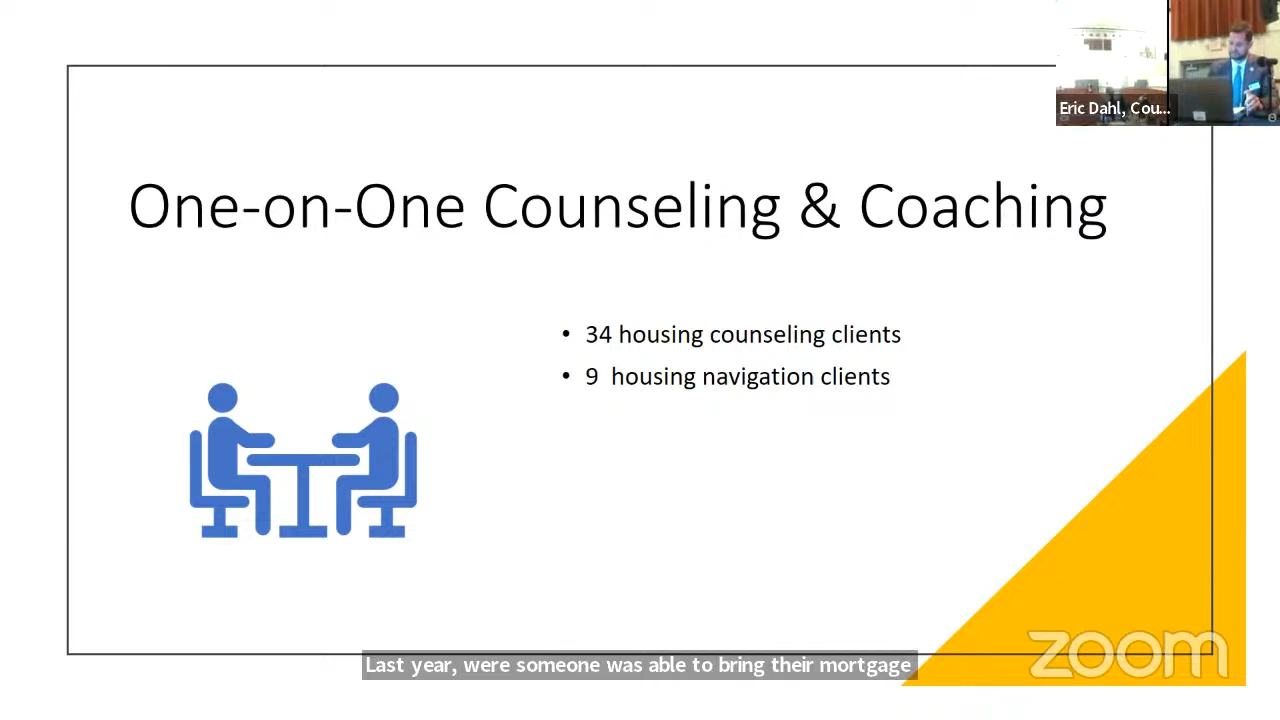 Eric Dahl, Cou...
One-on-One Counseling & Coaching
• 34 housing counseling clients
• 9 housing navigation clients
Last year, were someone was able to bring their mortgage
zoom